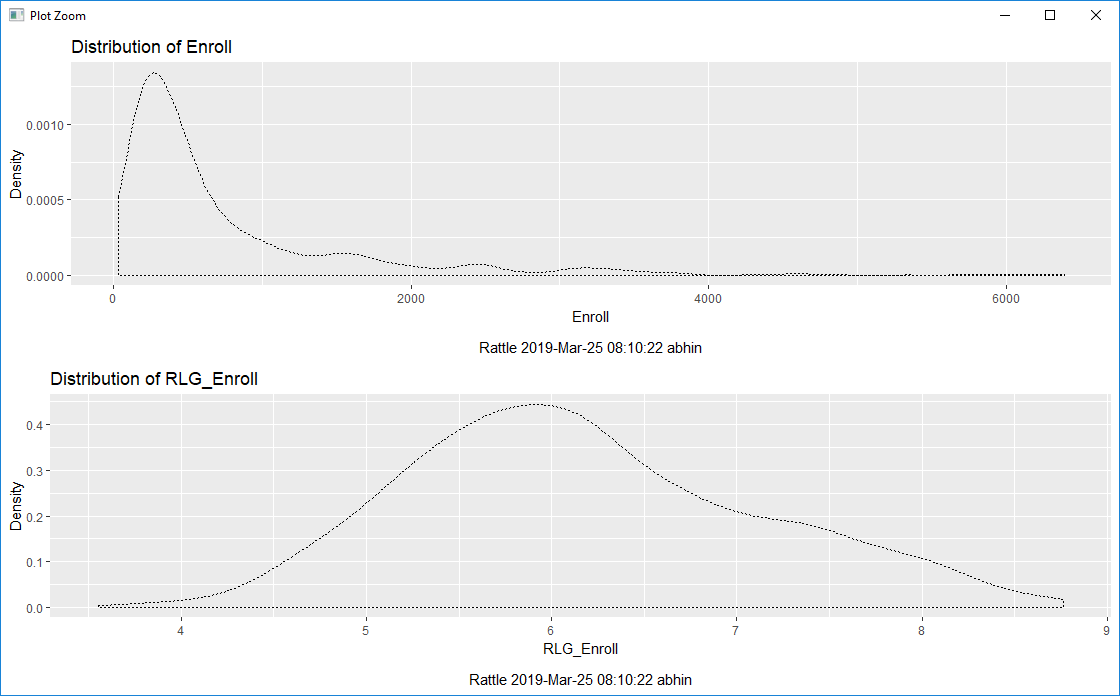 Plot Zoom
Distribution of Enroll
Density
0.0010
0.0005
0.0000
0 2000 4000 6000
Enroll
Rattle 2019-Mar-25 08:10:22 abhin
Distribution of RLG_Enroll
Density
0.4
0.3
0.2
0.1
0.0
4 5 6 7 8 9
RLG_Enroll
Rattle 2019-Mar-25 08:10:22 abhin